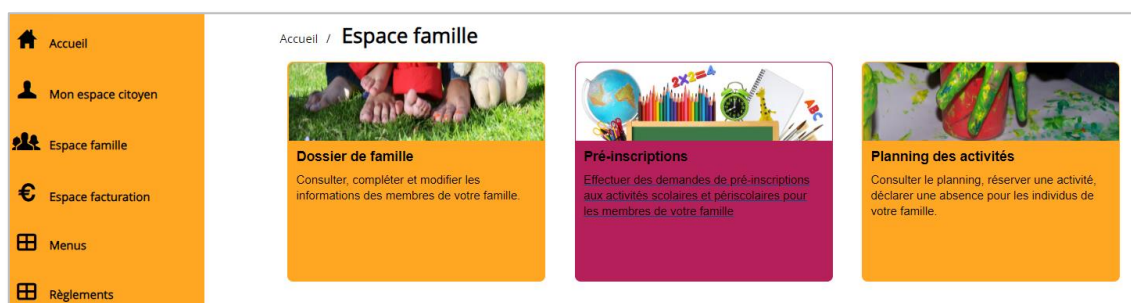 Accueil
Mon espace citoyen
Espace famille
Espace facturation
Menus
Règlements
Accueil / Espace famille
Dossier de famille
Consulter, compléter et modifier les
informations des membres de votre famille.
2x2=4
ABC
Pré-inscriptions
Effectuer des demandes de pré-inscriptions
aux activités scolaires et périscolaires pour
les membres de votre famille
Planning des activités
Consulter le planning, réserver une activité,
déclarer une absence pour les individus de
votre famille.